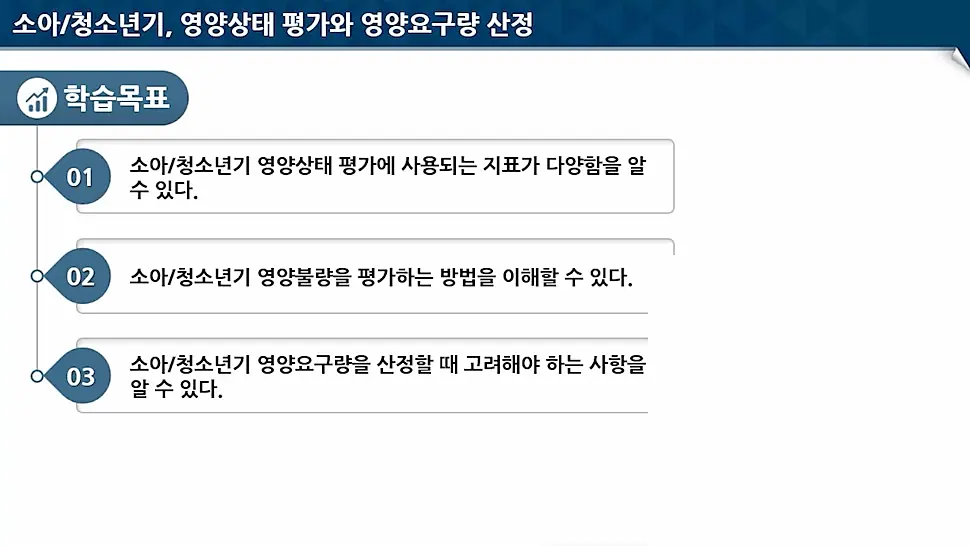 소아/청소년기, 영양상태 평가와 영양요구량 산정
학습목표
01
소아/청소년기 영양상태 평가에 사용되는 지표가 다양함을 알
수 있다.
02
소아/청소년기 영양불량을 평가하는 방법을 이해할 수 있다.
03
소아/청소년기 영양요구량을 산정할 때 고려해야 하는 사항을
알 수 있다.